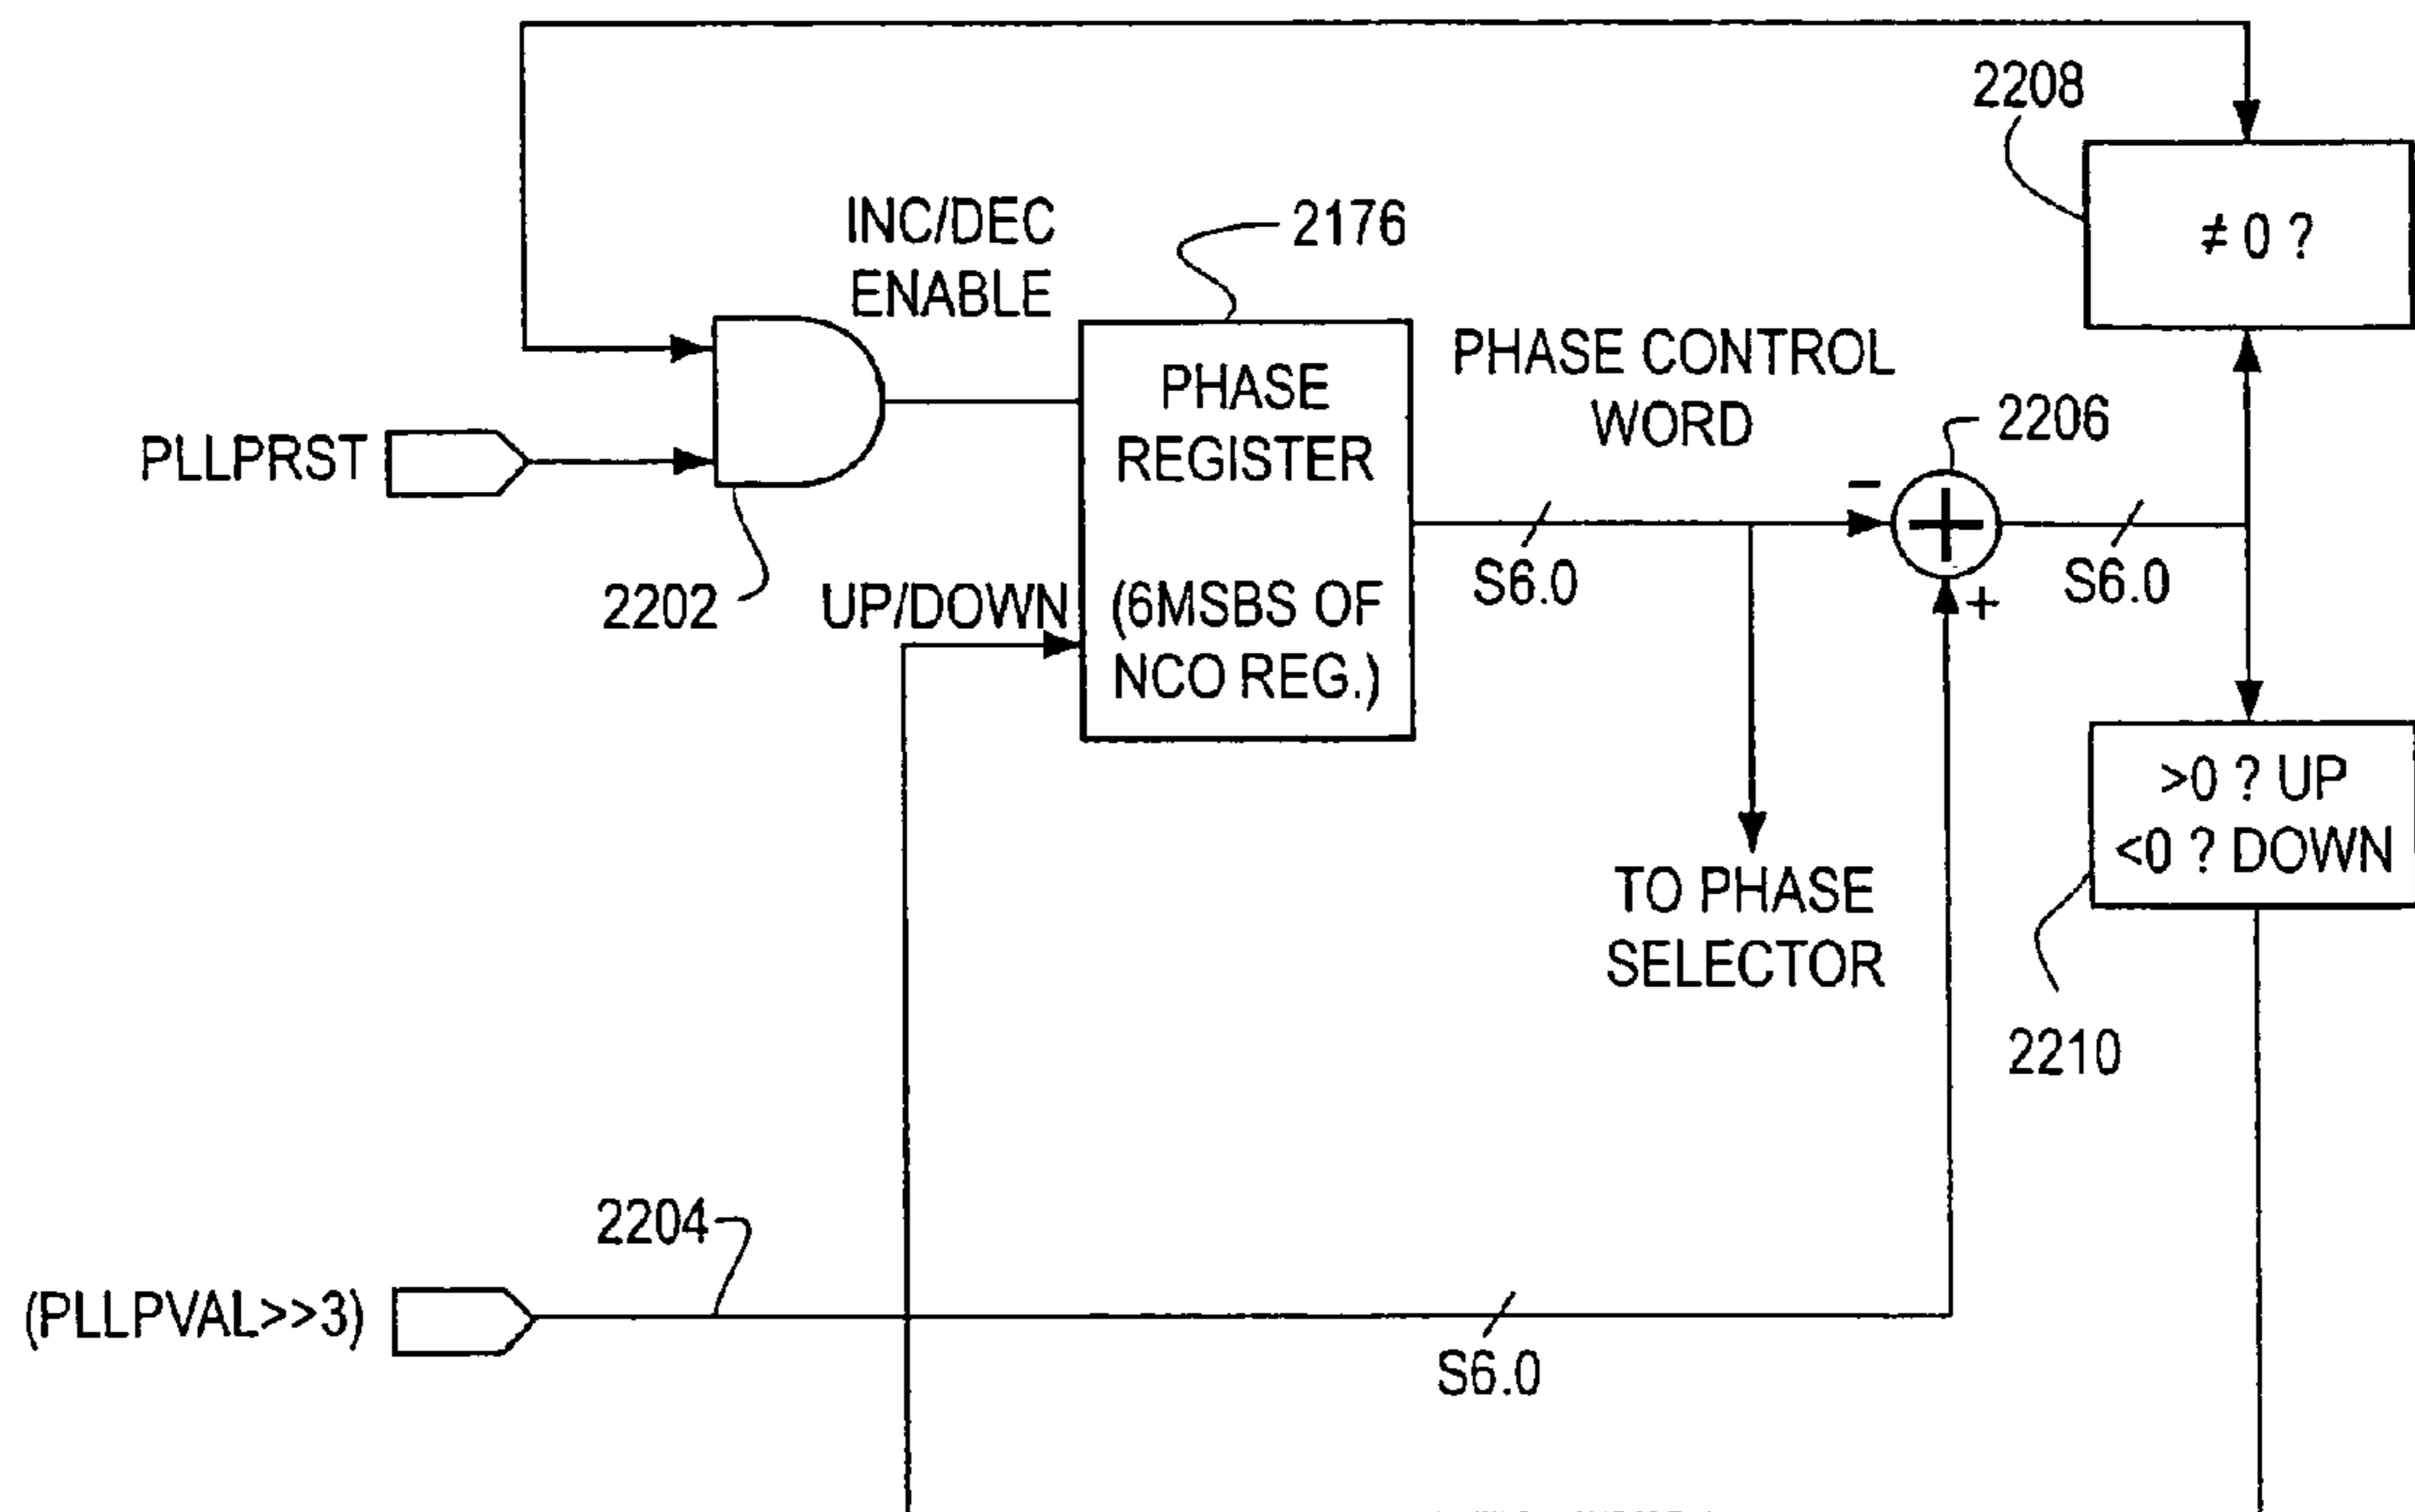 2208
≠ 0 ?
INC/DEC
ENABLE
2176
PHASE CONTROL
WORD
PHASE
REGISTER
(6MSBS OF
NCO REG.)
PLLPRST
2202
UP/DOWN
S6.0
−
2206
+
+
S6.0
>0 ? UP
<0 ? DOWN
TO PHASE
SELECTOR
2210
2204
(PLLPVAL>>3)
S6.0